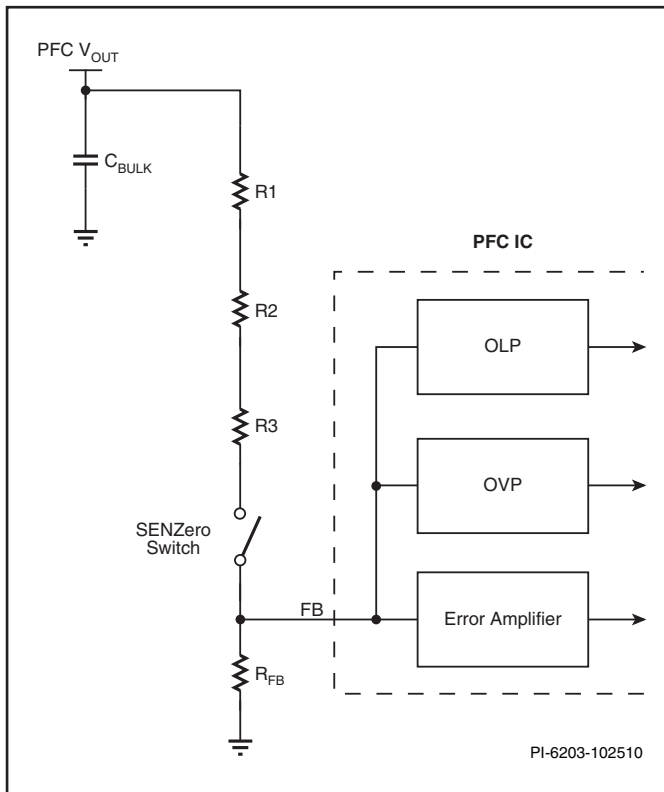 PFC VOUT
CBULK
R1
PFC IC
R2
OLP
R3
OVP
SENZero
Switch
FB
Error Amplifier
RFB
PI-6203-102510